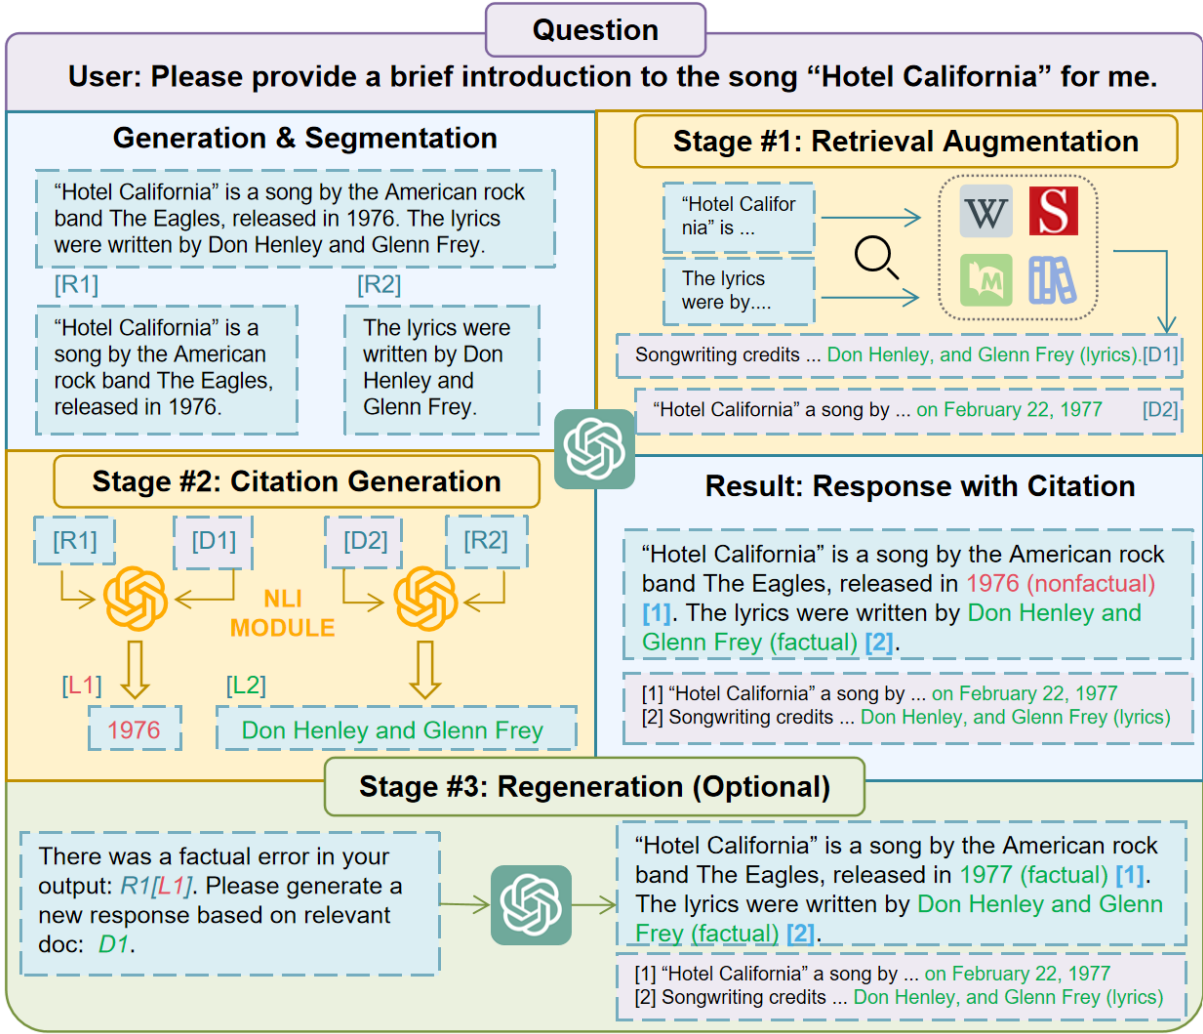 Question
User: Please provide a brief introduction to the song “Hotel California” for me.
Generation & Segmentation
“Hotel California” is a song by the American rock
band The Eagles, released in 1976. The lyrics
were written by Don Henley and Glenn Frey.
[R1]
“Hotel California” is a
song by the American
rock band The Eagles,
released in 1976.
[R2]
The lyrics were
written by Don
Henley and
Glenn Frey.
Stage #1: Retrieval Augmentation
“Hotel Califor
nia” is ...
The lyrics
were by....
W
S
M
Songwriting credits ... Don Henley, and Glenn Frey (lyrics).[D1]
“Hotel California” a song by ... on February 22, 1977 [D2]
Stage #2: Citation Generation
[R1] [D1] [D2] [R2]
NLI
MODULE
[L1] [L2]
1976 Don Henley and Glenn Frey
Result: Response with Citation
“Hotel California” is a song by the American rock
band The Eagles, released in 1976 (nonfactual)
[1]. The lyrics were written by Don Henley and
Glenn Frey (factual) [2].
[1] “Hotel California” a song by ... on February 22, 1977
[2] Songwriting credits ... Don Henley, and Glenn Frey (lyrics)
Stage #3: Regeneration (Optional)
There was a factual error in your
output: R1[L1]. Please generate a
new response based on relevant
doc: D1.
“Hotel California” is a song by the American rock
band The Eagles, released in 1977 (factual) [1].
The lyrics were written by Don Henley and Glenn
Frey (factual) [2].
[1] “Hotel California” a song by ... on February 22, 1977
[2] Songwriting credits ... Don Henley, and Glenn Frey (lyrics)